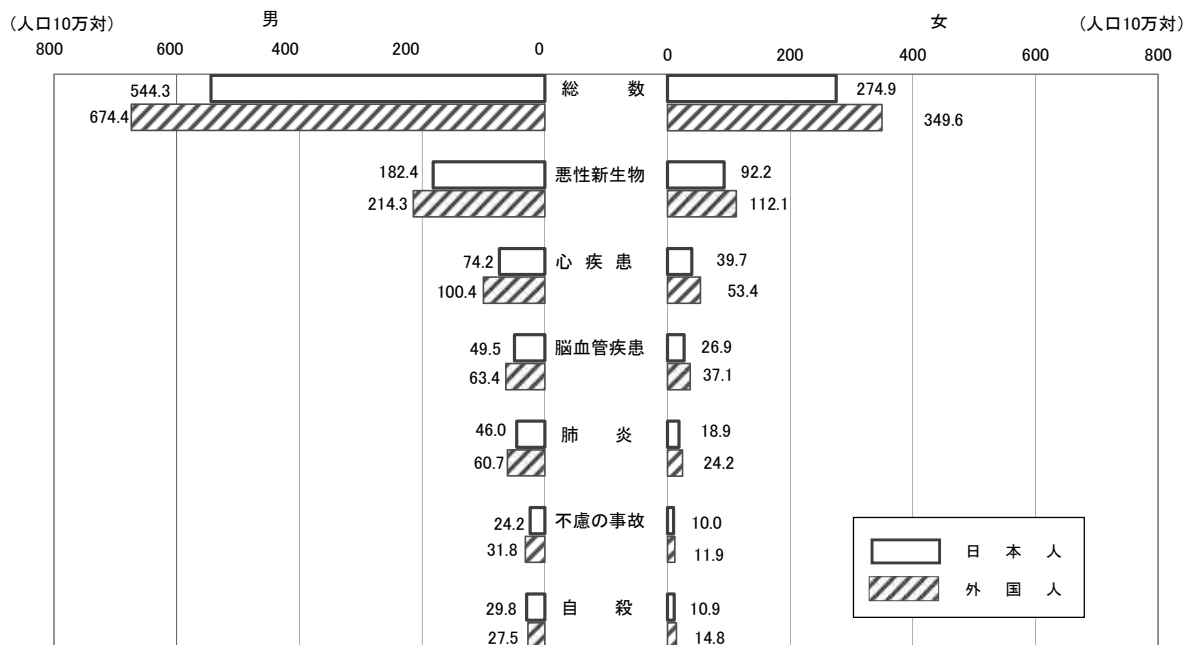 (人口10万対) 男 女 (人口10万対)
800 600 400 200 0 0 200 400 600 800
544.3 総 数 274.9
674.4 349.6
182.4 悪性新生物 92.2
214.3 112.1
74.2 心 疾 患 39.7
100.4 53.4
49.5 脳血管疾患 26.9
63.4 37.1
46.0 肺 炎 18.9
60.7 24.2
24.2 不慮の事故 10.0
31.8 11.9
日 本 人
外 国 人
29.8 自 殺 10.9
27.5 14.8